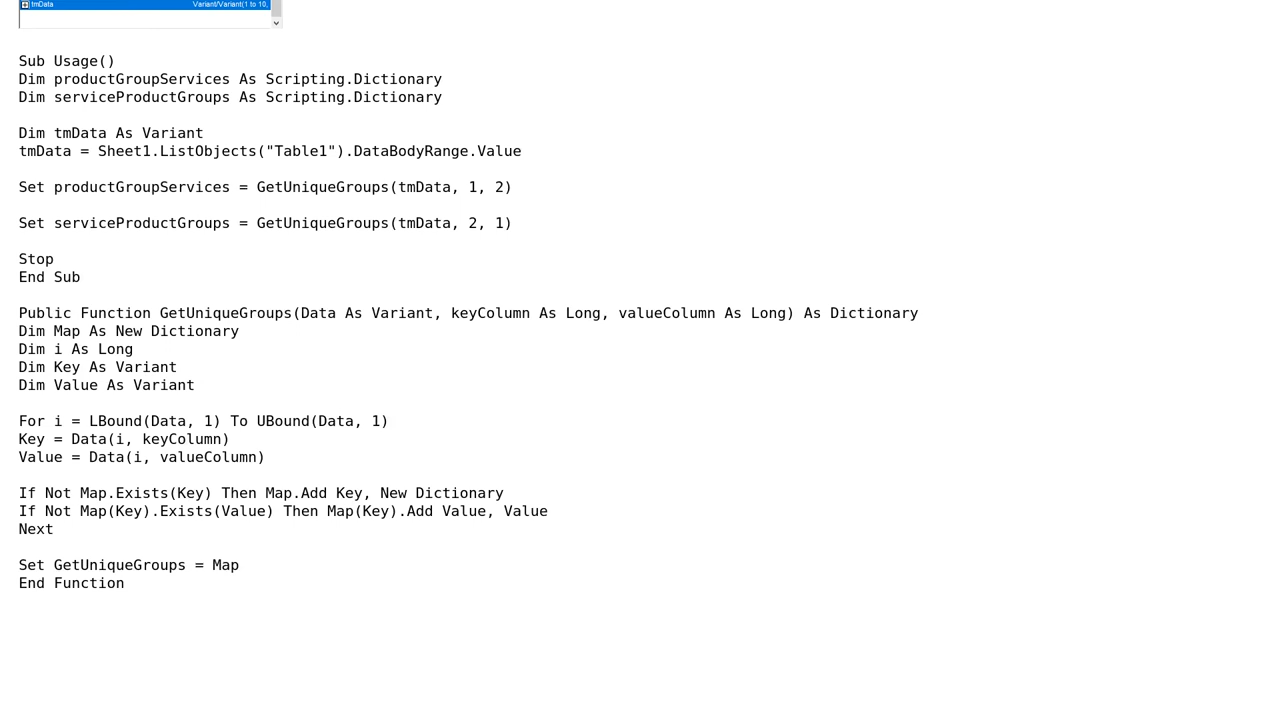 tmData Variant/Variant(1 to 10,
Sub Usage()
Dim productGroupServices As Scripting.Dictionary
Dim serviceProductGroups As Scripting.Dictionary
Dim tmData As Variant
tmData = Sheet1.ListObjects("Table1").DataBodyRange.Value
Set productGroupServices = GetUniqueGroups(tmData, 1, 2)
Set serviceProductGroups = GetUniqueGroups(tmData, 2, 1)
Stop
End Sub
Public Function GetUniqueGroups(Data As Variant, keyColumn As Long, valueColumn As Long) As Dictionary
Dim Map As New Dictionary
Dim i As Long
Dim Key As Variant
Dim Value As Variant
For i = LBound(Data, 1) To UBound(Data, 1)
Key = Data(i, keyColumn)
Value = Data(i, valueColumn)
If Not Map.Exists(Key) Then Map.Add Key, New Dictionary
If Not Map(Key).Exists(Value) Then Map(Key).Add Value, Value
Next
Set GetUniqueGroups = Map
End Function